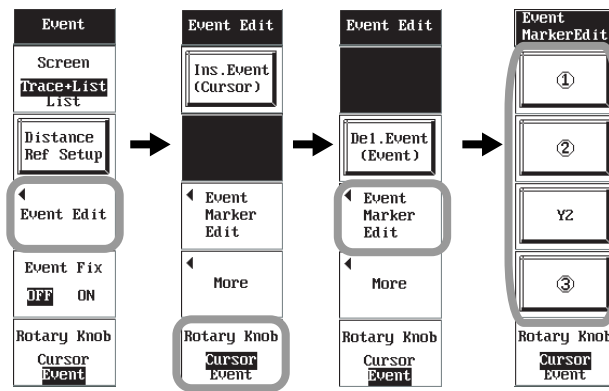 Event
Screen
Trace+List
List
Distance
Ref Setup
Event Edit
Event Fix
OFF ON
Rotary Knob
Cursor
Event
Event Edit
Ins.Event
(Cursor)
Event
Marker
Edit
More
Rotary Knob
Cursor
Event
Event Edit
Del.Event
(Event)
Event
Marker
Edit
More
Rotary Knob
Cursor
Event
Event
MarkerEdit
①
②
Y2
③
Rotary Knob
Cursor
Event